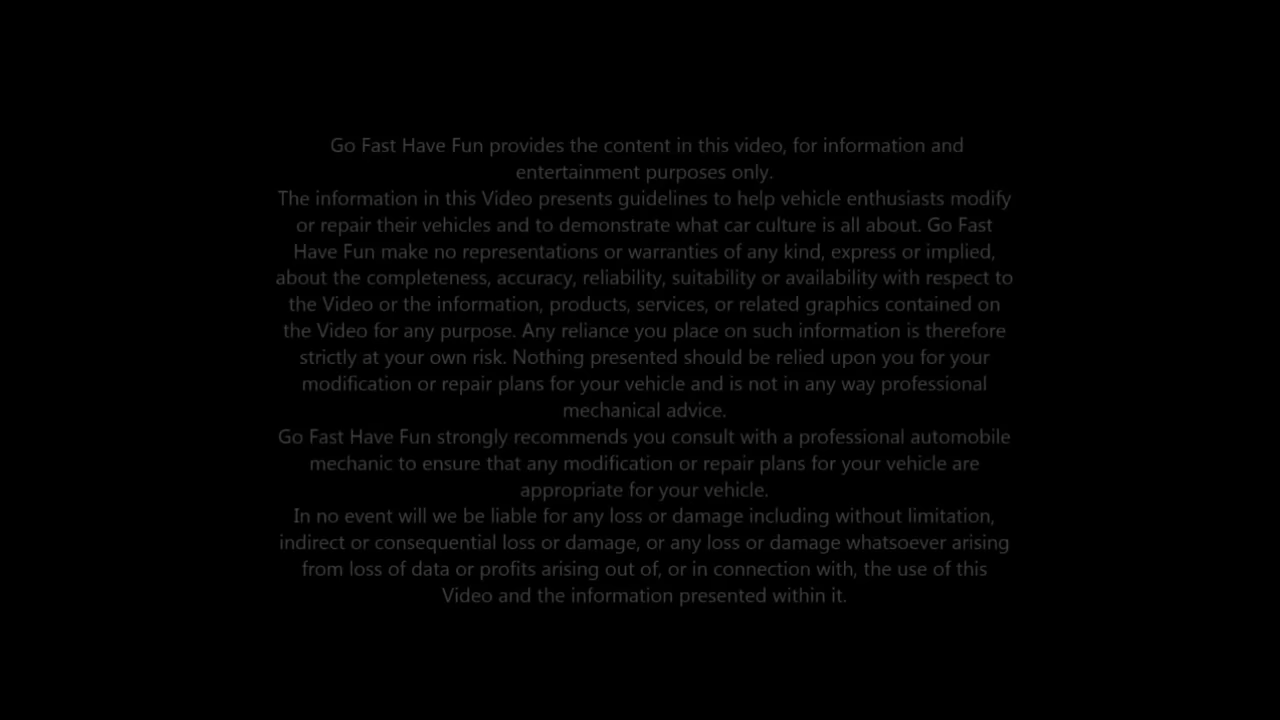 Go Fast Have Fun provides the content in this video, for information and
entertainment purposes only.
The information in this Video presents guidelines to help vehicle enthusiasts modify
or repair their vehicles and to demonstrate what car culture is all about. Go Fast
Have Fun make no representations or warranties of any kind, express or implied,
about the completeness, accuracy, reliability, suitability or availability with respect to
the Video or the information, products, services, or related graphics contained on
the Video for any purpose. Any reliance you place on such information is therefore
strictly at your own risk. Nothing presented should be relied upon you for your
modification or repair plans for your vehicle and is not in any way professional
mechanical advice.
Go Fast Have Fun strongly recommends you consult with a professional automobile
mechanic to ensure that any modification or repair plans for your vehicle are
appropriate for your vehicle.
In no event will we be liable for any loss or damage including without limitation,
indirect or consequential loss or damage, or any loss or damage whatsoever arising
from loss of data or profits arising out of, or in connection with, the use of this
Video and the information presented within it.